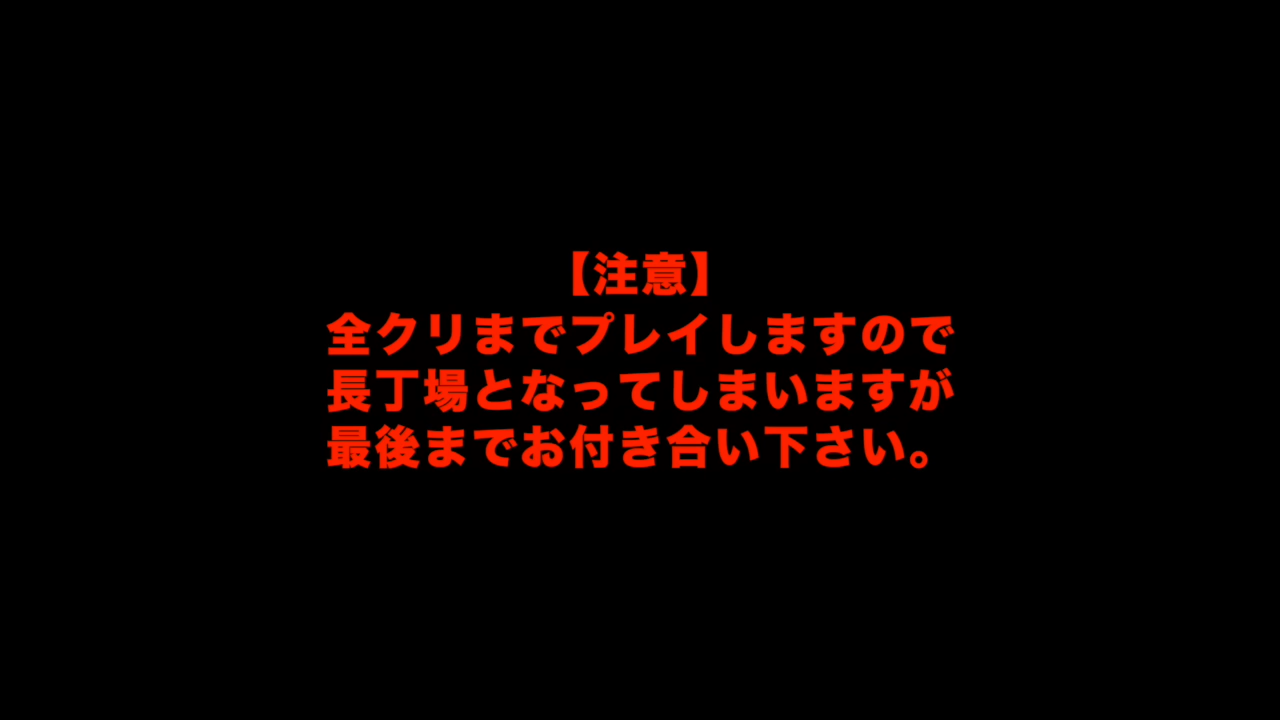 【注意】
全クリまでプレイしますので
長丁場となってしまいますが
最後までお付き合い下さい。